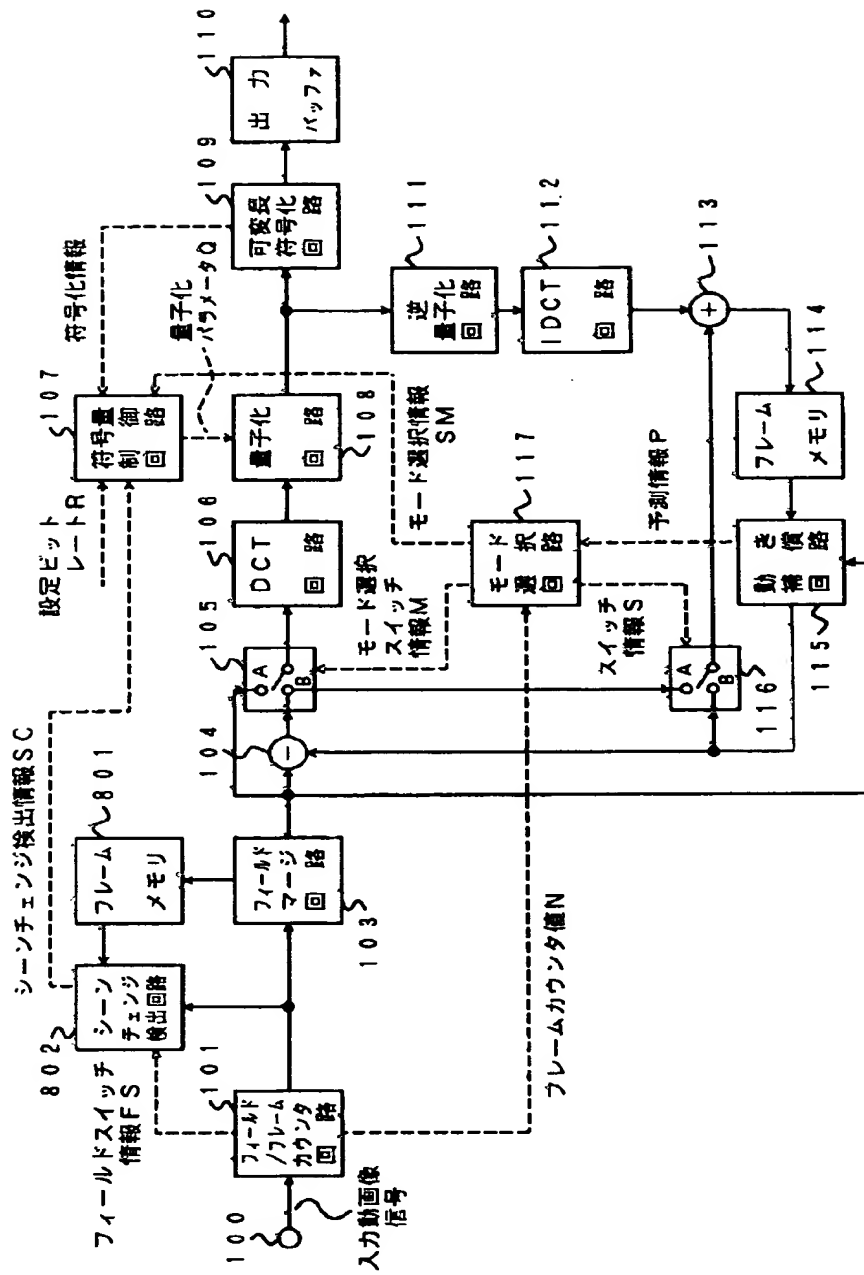 110
出力
バッファ
109
可変長
符号化
回路
符号化情報
量子化
パラメータQ
107
符号量
制御
回路
設定ビット
レートR
量子化
回路
108
モード選択情報
SM
106
DCT
回路
105
A
B
モード選択
スイッチ
情報M
104
-
シーンチェンジ検出情報SC
801
フレーム
メモリ
フィールド
マージ
回路
103
802
シーン
チェンジ
検出回路
フィールドスイッチ
情報FS
101
フィールド
/フレーム
カウンタ
回路
100
入力動画像
信号
フレームカウンタ値N
111
逆
量子化
回路
112
IDCT
回路
113
+
114
フレーム
メモリ
117
モード
選択
回路
予測情報P
スイッチ
情報S
A
B
116
動き
補償
回路
115